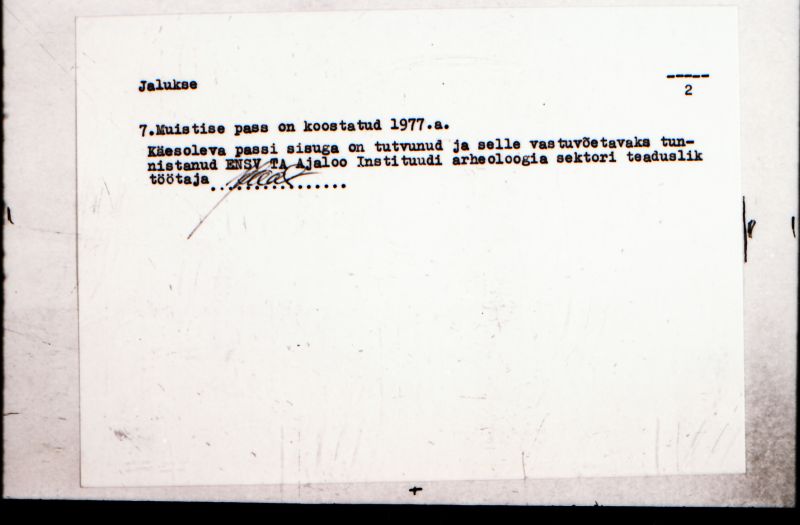 Jalukse
-----
2
7.Muistise pass on koostatud 1977.a.
Käesoleva passi sisuga on tutvunud ja selle vastuvõetavaks tun-
nistanud ENSV TA Ajaloo Instituudi arheoloogia sektori teaduslik
töötaja ................